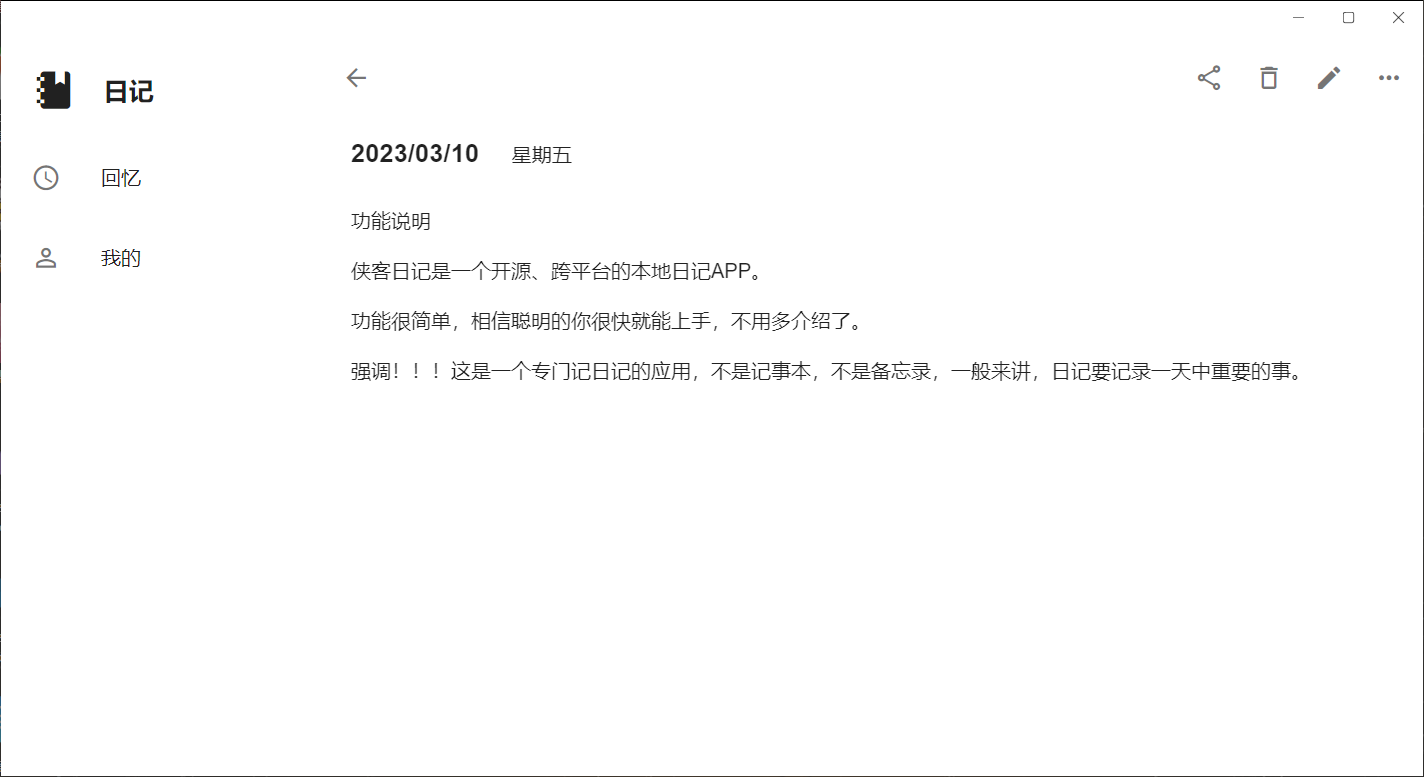 日记
回忆
我的
2023/03/10 星期五
功能说明
侠客日记是一个开源、跨平台的本地日记APP。
功能很简单，相信聪明的你很快就能上手，不用多介绍了。
强调！！！这是一个专门记日记的应用，不是记事本，不是备忘录，一般来讲，日记要记录一天中重要的事。